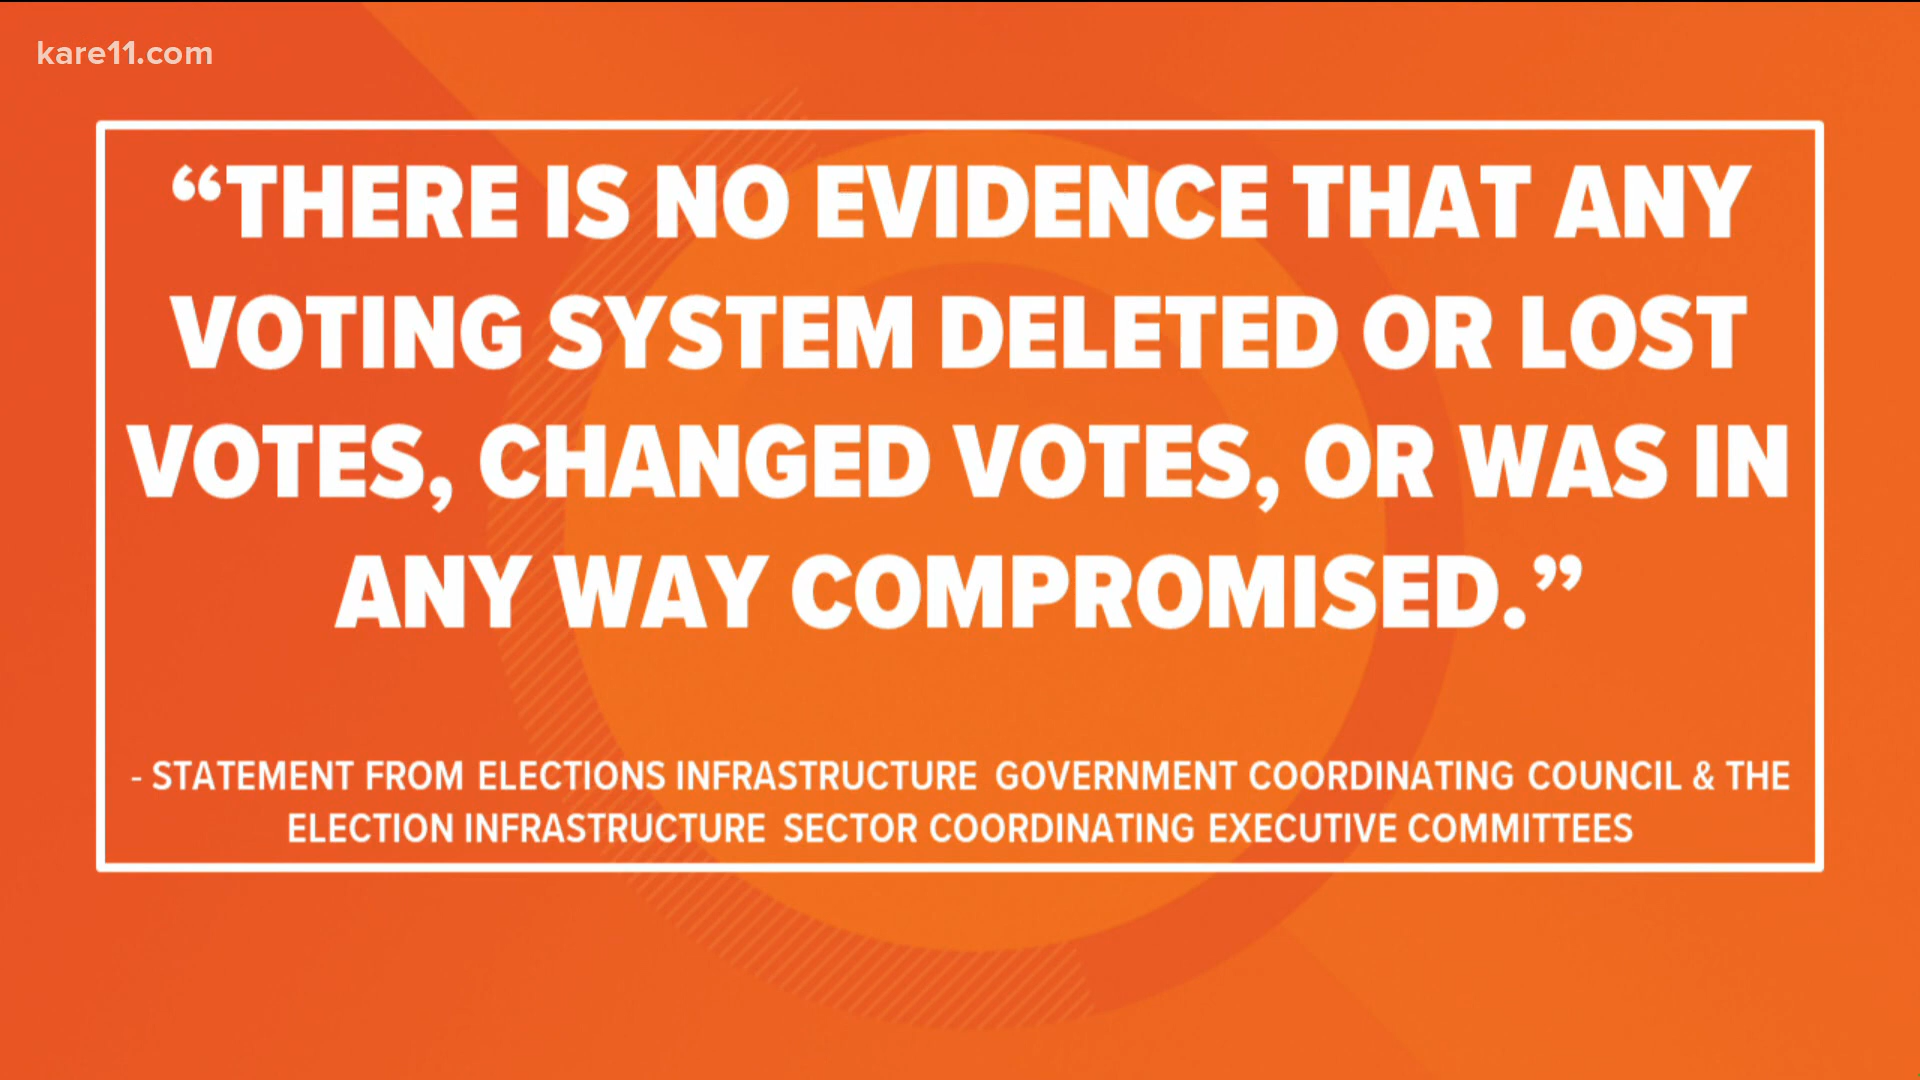 kare11.com
“THERE IS NO EVIDENCE THAT ANY
VOTING SYSTEM DELETED OR LOST
VOTES, CHANGED VOTES, OR WAS IN
ANY WAY COMPROMISED.”
- STATEMENT FROM ELECTIONS INFRASTRUCTURE GOVERNMENT COORDINATING COUNCIL & THE
ELECTION INFRASTRUCTURE SECTOR COORDINATING EXECUTIVE COMMITTEES